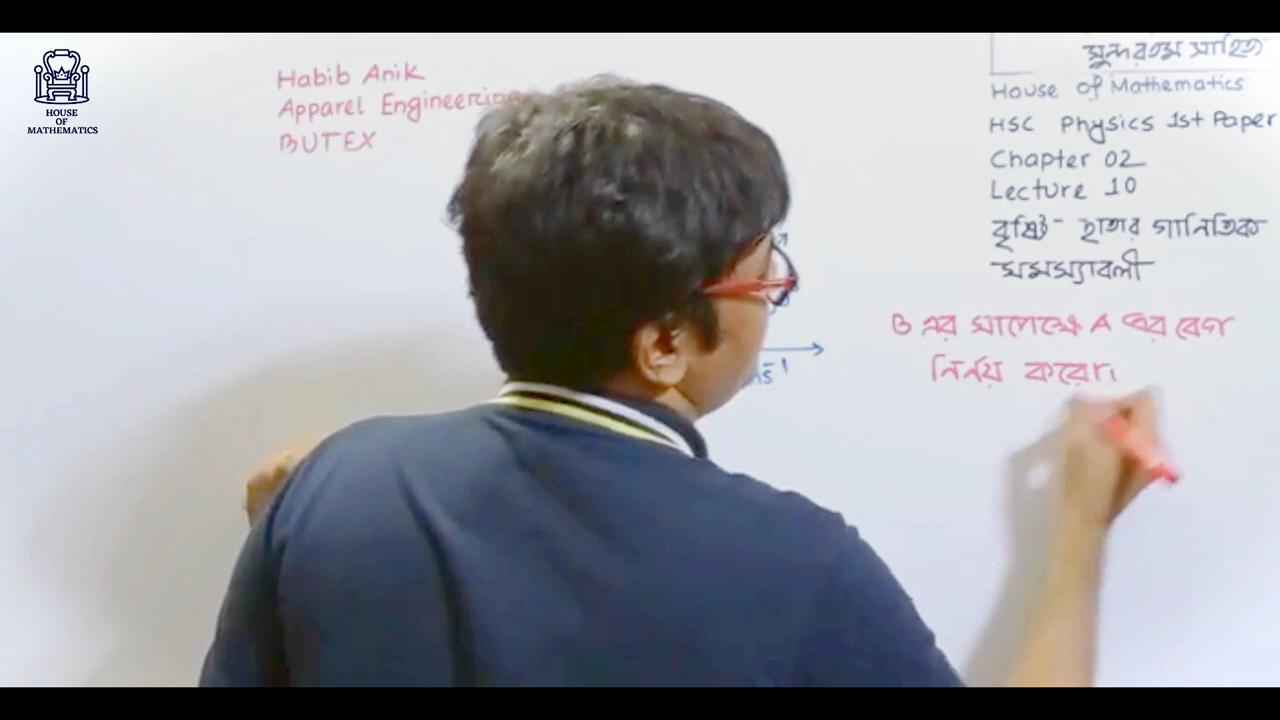 HOUSE
OF
MATHEMATICS
Habib Anik
Apparel Engineering
BUTEX
সুন্দরতম সাহিত্য
House of Mathematics
HSC Physics 1st Paper
Chapter 02
Lecture 10
বৃষ্টি - ছাতার গানিতিক
সমস্যাবলী
B এর সাপেক্ষে A এর বেগ
নির্নয় করো।